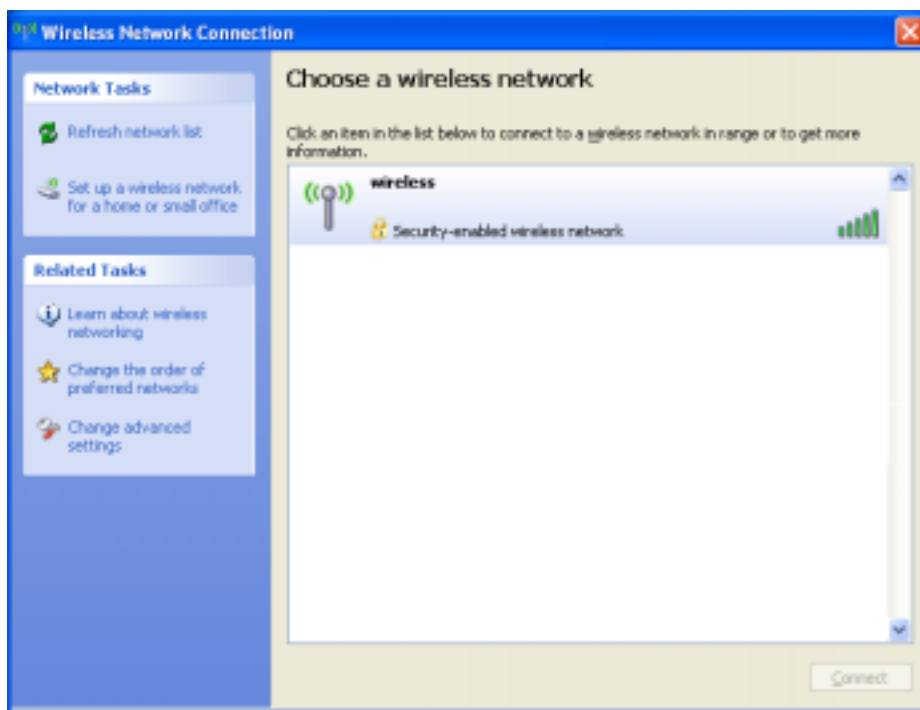 Wireless Network Connection
Network Tasks
Refresh network list
Set up a wireless network
for a home or small office
Related Tasks
Learn about wireless
networking
Change the order of
preferred networks
Change advanced
settings
Choose a wireless network
Click an item in the list below to connect to a wireless network in range or to get more
information.
wireless
Security-enabled wireless network
Connect